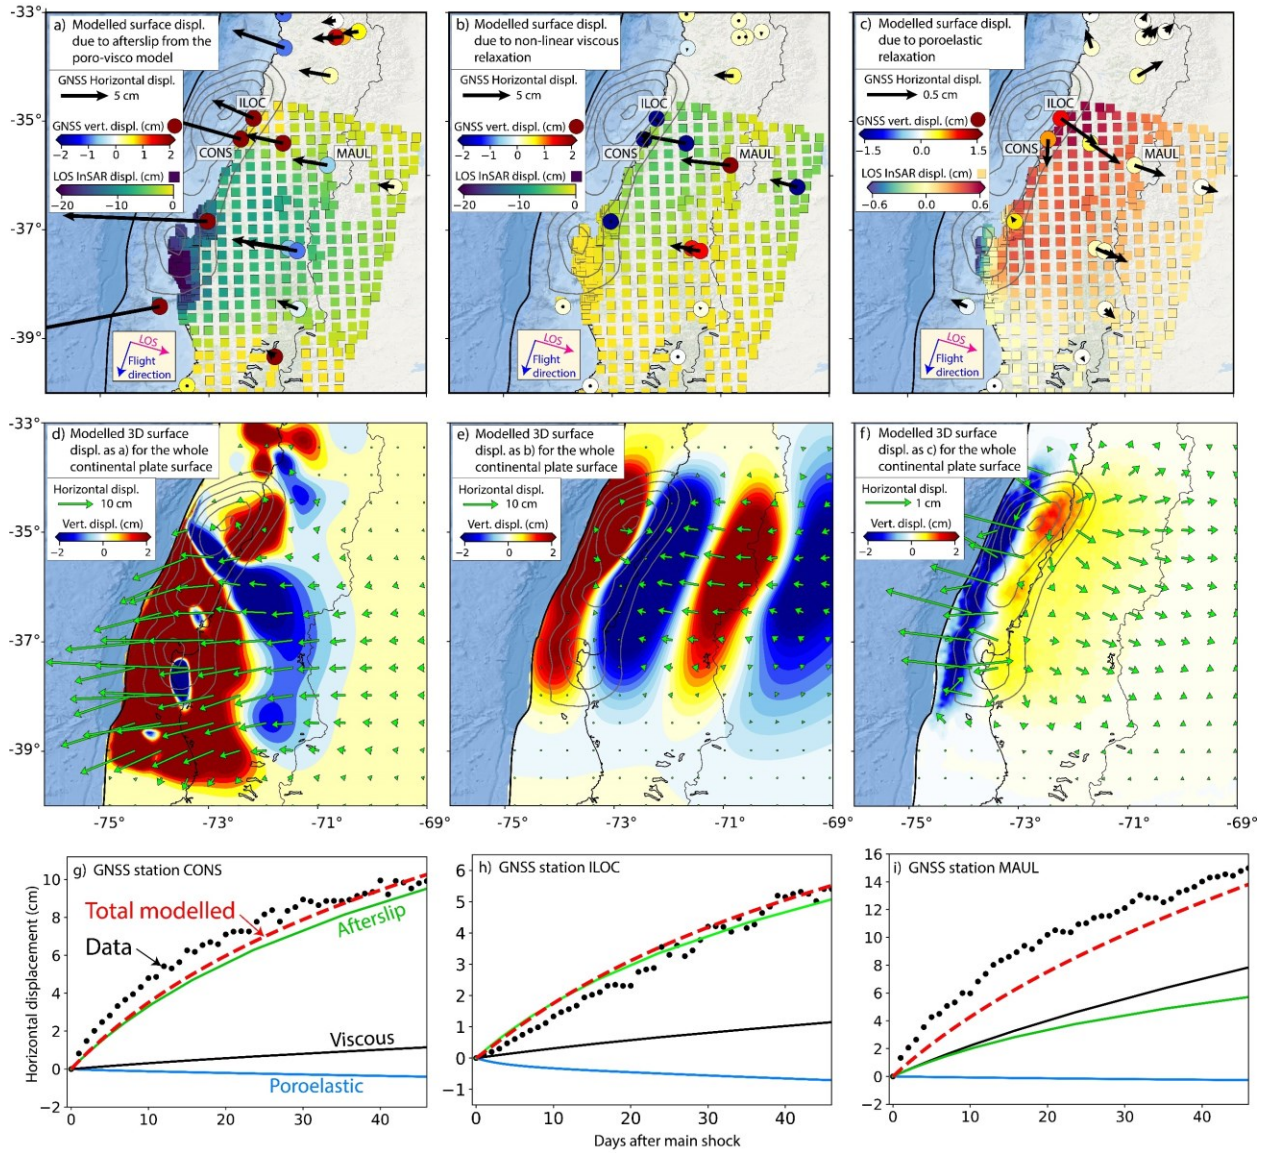 a) Modelled surface displ.
due to afterslip from the
poro-visco model
GNSS Horizontal displ.
5 cm
GNSS vert. displ. (cm)
−2 −1 0 1 2
LOS InSAR displ. (cm)
−20 −10 0
ILOC
CONS
MAUL
LOS
Flight
direction
-33°
-35°
-37°
-39°
b) Modelled surface displ.
due to non-linear viscous
relaxation
GNSS Horizontal displ.
5 cm
GNSS vert. displ. (cm)
−2 −1 0 1 2
LOS InSAR displ. (cm)
−20 −10 0
ILOC
CONS
MAUL
LOS
Flight
direction
c) Modelled surface displ.
due to poroelastic
relaxation
GNSS Horizontal displ.
0.5 cm
GNSS vert. displ. (cm)
−1.5 0.0 1.5
LOS InSAR displ. (cm)
−0.6 0.0 0.6
ILOC
CONS
MAUL
LOS
Flight
direction
d) Modelled 3D surface
displ. as a) for the whole
continental plate surface
Horizontal displ.
10 cm
Vert. displ. (cm)
−2 0 2
-33°
-35°
-37°
-39°
-75 -73 -71 -69
e) Modelled 3D surface
displ. as b) for the whole
continental plate surface
Horizontal displ.
10 cm
Vert. displ. (cm)
−2 0 2
-75 -73 -71 -69
f) Modelled 3D surface
displ. as c) for the whole
continental plate surface
Horizontal displ.
1 cm
Vert. displ. (cm)
−2 0 2
-75 -73 -71 -69
g) GNSS station CONS
Total modelled
Afterslip
Data
Viscous
Poroelastic
Horizontal displacement (cm)
10
8
6
4
2
0
−2
0 10 20 30 40
h) GNSS station ILOC
6
5
4
3
2
1
0
−1
0 10 20 30 40
Days after main shock
i) GNSS station MAUL
16
14
12
10
8
6
4
2
0
−2
0 10 20 30 40